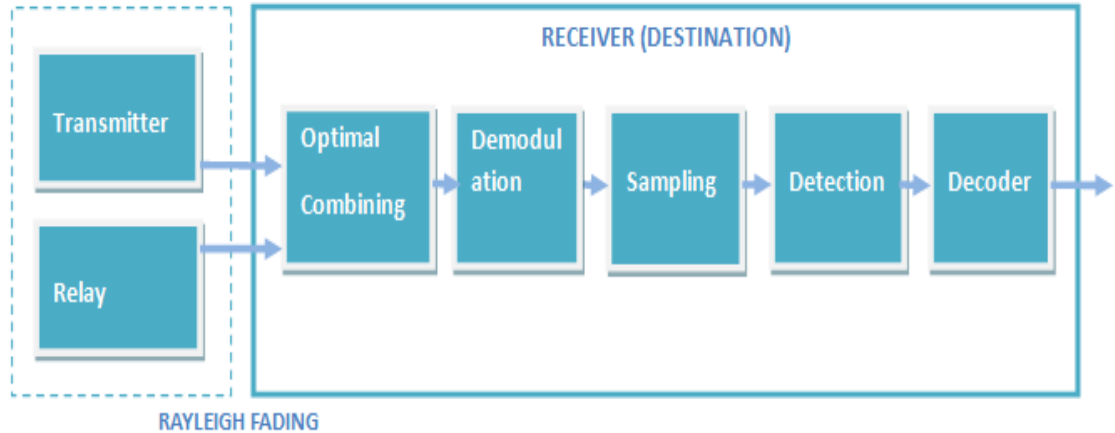 RECEIVER (DESTINATION)
Transmitter
Relay
Optimal
Combining
Demodul
ation
Sampling
Detection
Decoder
RAYLEIGH FADING